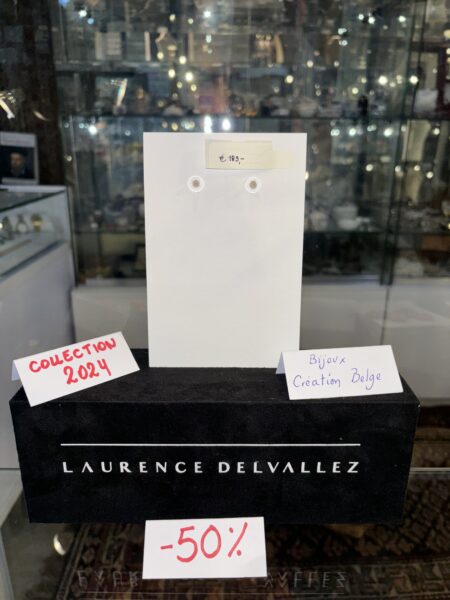 € 189,-
COLLECTION
2024
Bijoux
Création Belge
LAURENCE DELVALLEZ
-50%